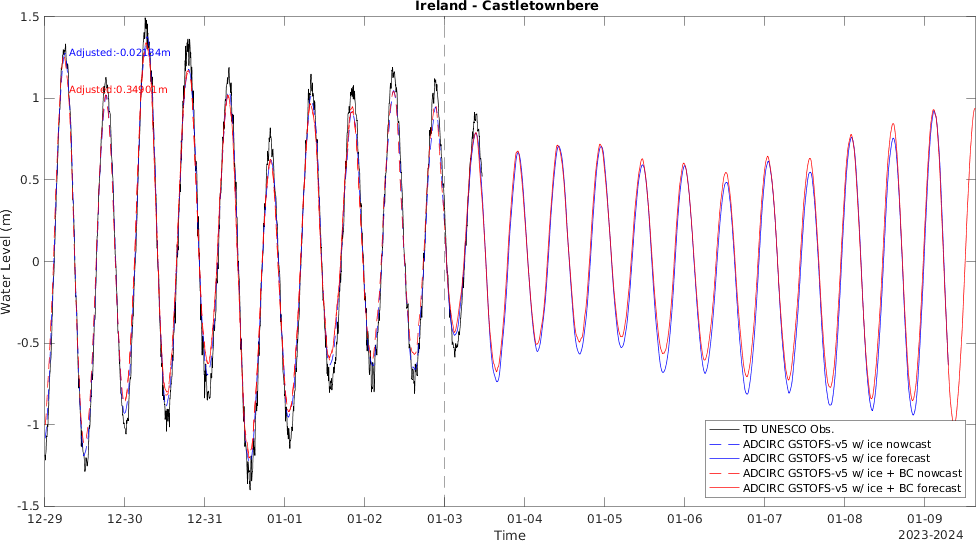 Ireland - Castletownbere
Adjusted:-0.02184m
Adjusted:0.34901m
Water Level (m)
1.5
1
0.5
0
-0.5
-1
-1.5
12-29
12-30
12-31
01-01
01-02
01-03
01-04
01-05
01-06
01-07
01-08
01-09
Time
2023-2024
TD UNESCO Obs.
ADCIRC GSTOFS-v5 w/ ice nowcast
ADCIRC GSTOFS-v5 w/ ice forecast
ADCIRC GSTOFS-v5 w/ ice + BC nowcast
ADCIRC GSTOFS-v5 w/ ice + BC forecast